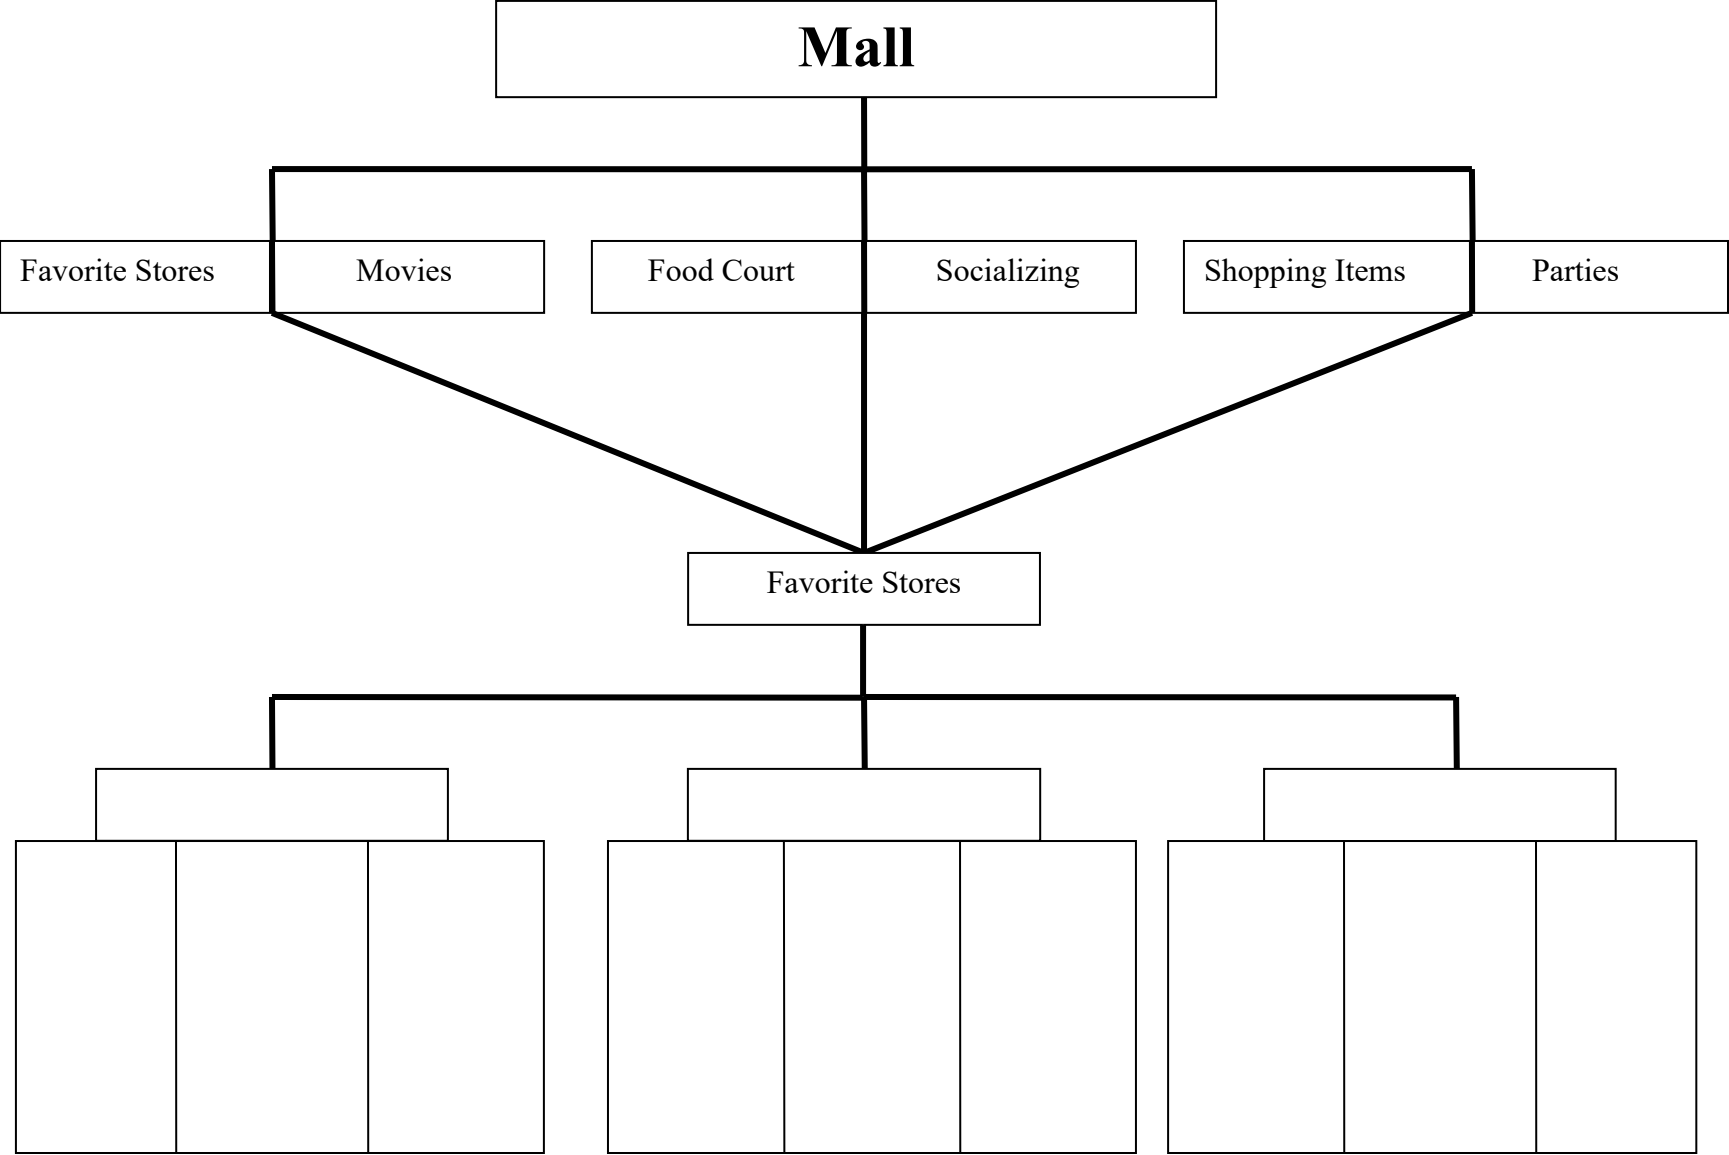 Mall
Favorite Stores
Movies
Food Court
Socializing
Shopping Items
Parties
Favorite Stores